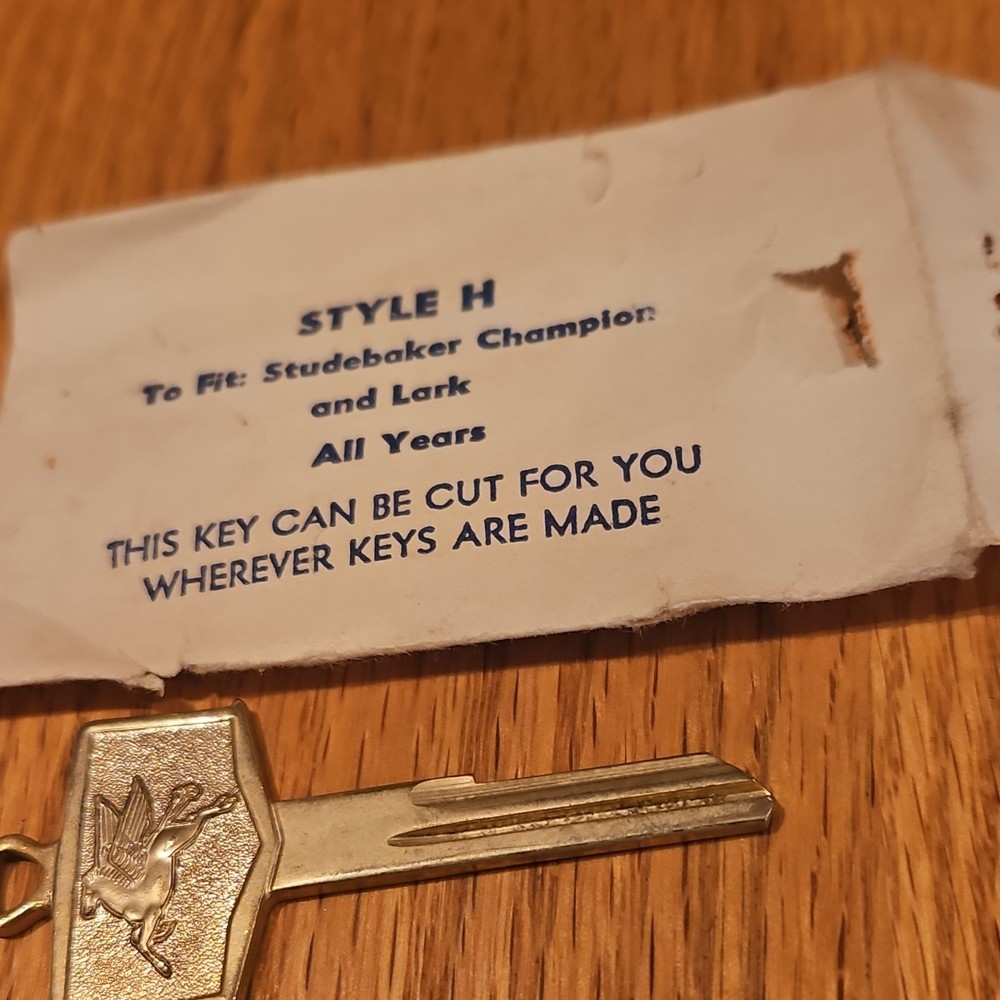 STYLE H
To Fit: Studebaker Champion
and Lark
All Years
THIS KEY CAN BE CUT FOR YOU
WHEREVER KEYS ARE MADE